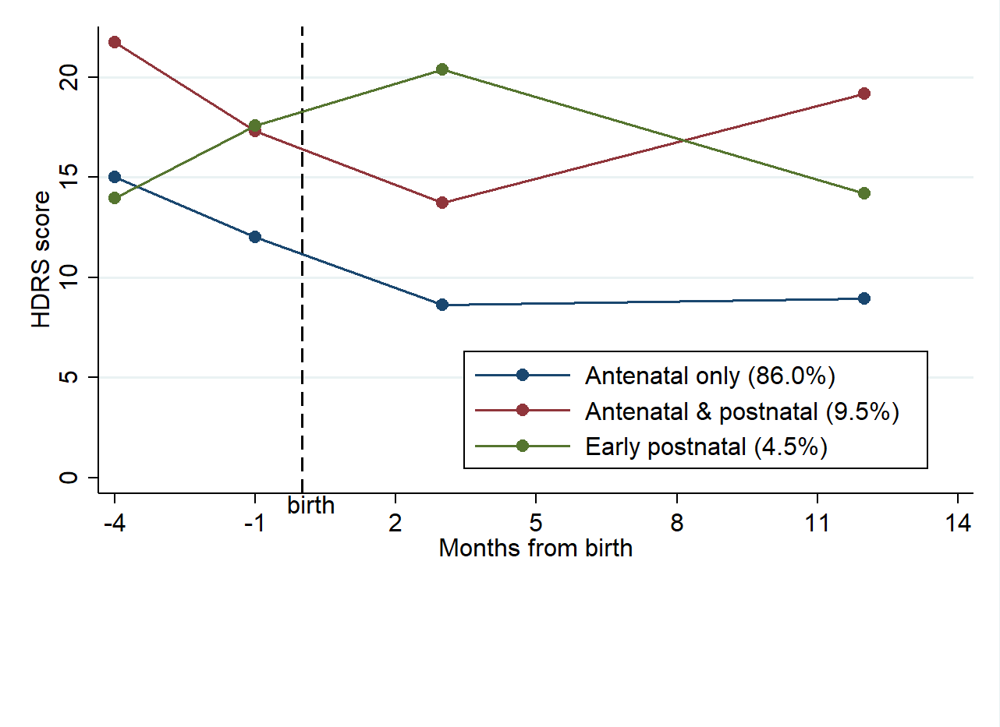 20
15
10
5
0
HDRS score
Antenatal only (86.0%)
Antenatal & postnatal (9.5%)
Early postnatal (4.5%)
birth
-4 -1 2 5 8 11 14
Months from birth